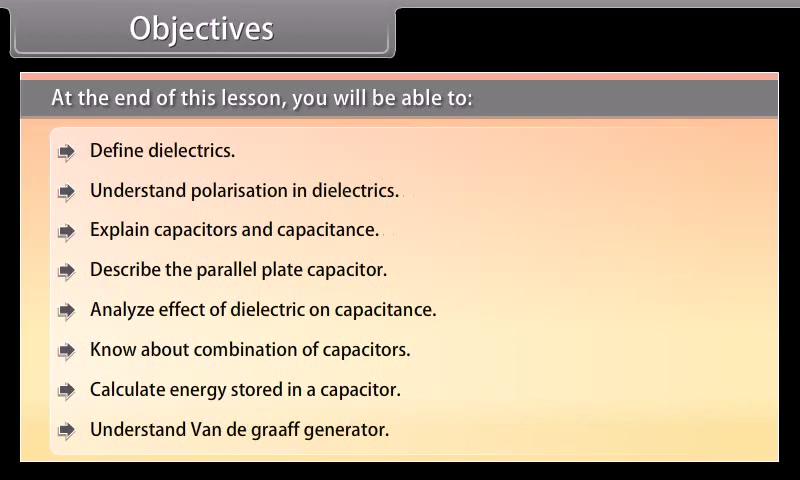 Objectives
At the end of this lesson, you will be able to:
Define dielectrics.
Understand polarisation in dielectrics.
Explain capacitors and capacitance.
Describe the parallel plate capacitor.
Analyze effect of dielectric on capacitance.
Know about combination of capacitors.
Calculate energy stored in a capacitor.
Understand Van de graaff generator.